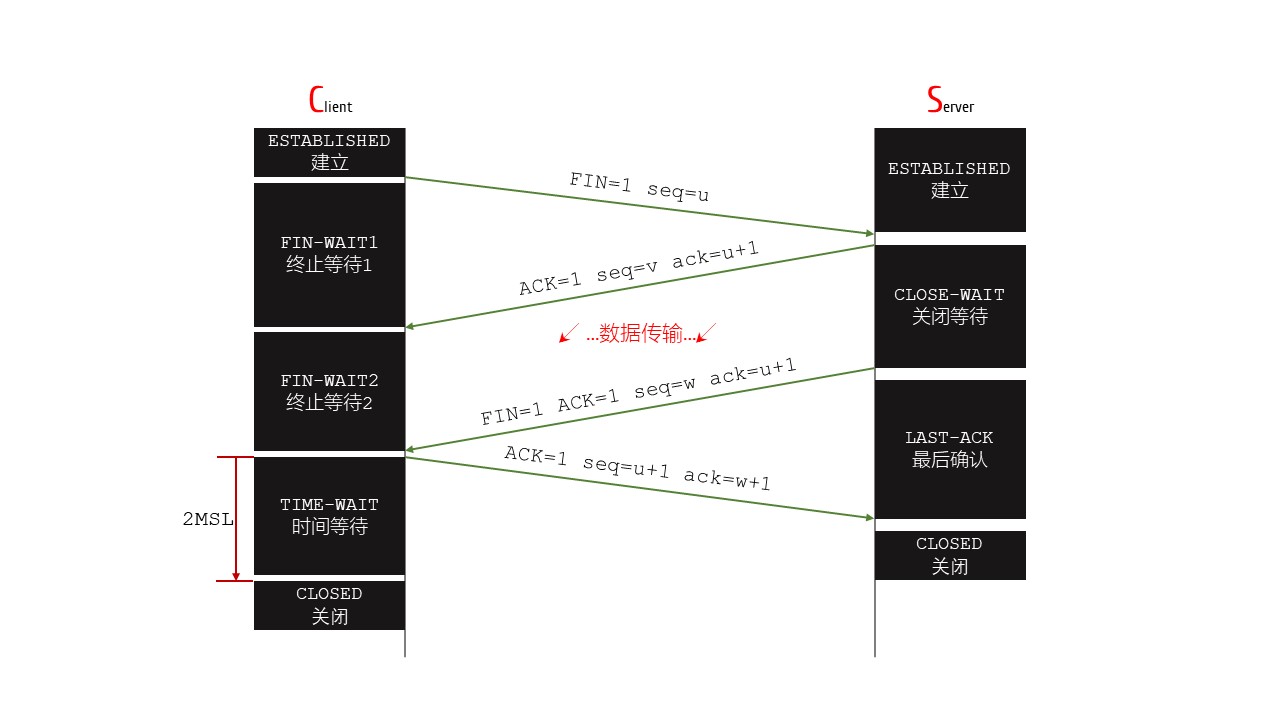 Client
Server
ESTABLISHED
建立
ESTABLISHED
建立
FIN=1 seq=u
FIN-WAIT1
终止等待1
ACK=1 seq=v ack=u+1
CLOSE-WAIT
关闭等待
...数据传输...
FIN-WAIT2
终止等待2
FIN=1 ACK=1 seq=w ack=u+1
LAST-ACK
最后确认
ACK=1 seq=u+1 ack=w+1
2MSL
TIME-WAIT
时间等待
CLOSED
关闭
CLOSED
关闭